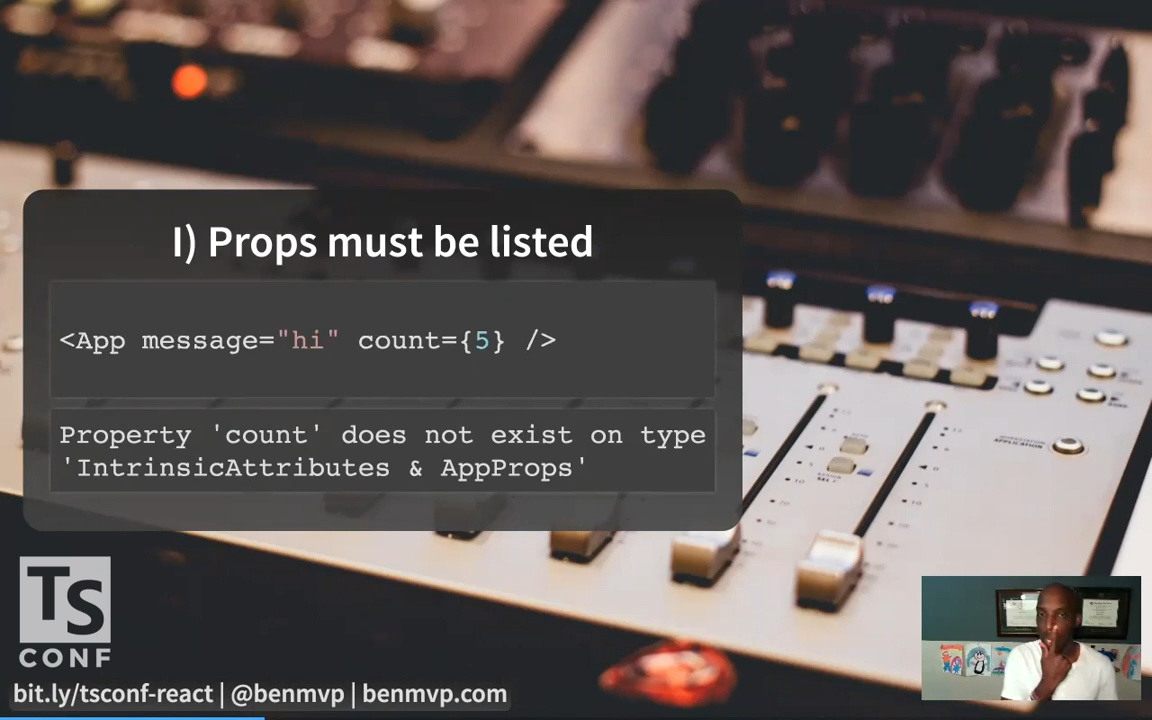 I) Props must be listed
<App message="hi" count={5} />
Property 'count' does not exist on type
'IntrinsicAttributes & AppProps'
TS
CONF
bit.ly/tsconf-react | @benmvp | benmvp.com